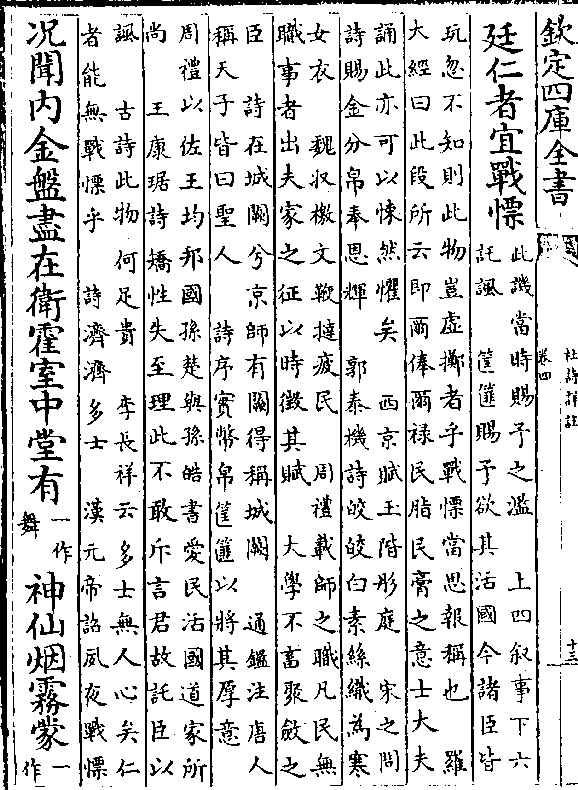 欽定四庫全書
杜詩詳註
卷四
十三
廷仁者宜戰慄
此譏當時賜予之濫　上四叙事下六
託諷　筐篚賜予欲其活國今諸臣皆
玩忽不知則此物豈虚擲者乎戰慄當思報稱也　羅
大經曰此段所云即爾俸爾禄民脂民膏之意士大夫
誦此亦可以悚然懼矣　西京賦玉階彤庭　宋之問
詩賜金分帛奉恩輝　郭泰機詩皎皎白素絲織為寒
女衣　魏収檄文鞭撻疲民　周禮載師之職凡民無
職事者出夫家之征以時徵其賦　大學不畜聚斂之
臣　詩在城闕兮京師有闕得稱城闕　通鑑注唐人
稱天子皆曰聖人　詩序實幣帛筐篚以將其厚意
周禮以佐王均邦國孫楚與孫皓書愛民活國道家所
尚　王康琚詩矯性失至理此不敢斥言君故託臣以
諷　古詩此物何足貴　李長祥云多士無人心矣仁
者能無戰慄乎　詩濟濟多士　漢元帝詔夙夜戰慄
况聞内金盤盡在衛霍室中堂有一作舞神仙烟霧蒙一作